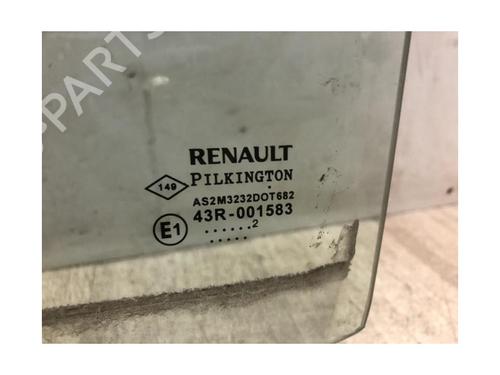 PARTS
RENAULT
149 PILKINGTON
AS2M3232DOT682
E1 43R-001583
......2
......